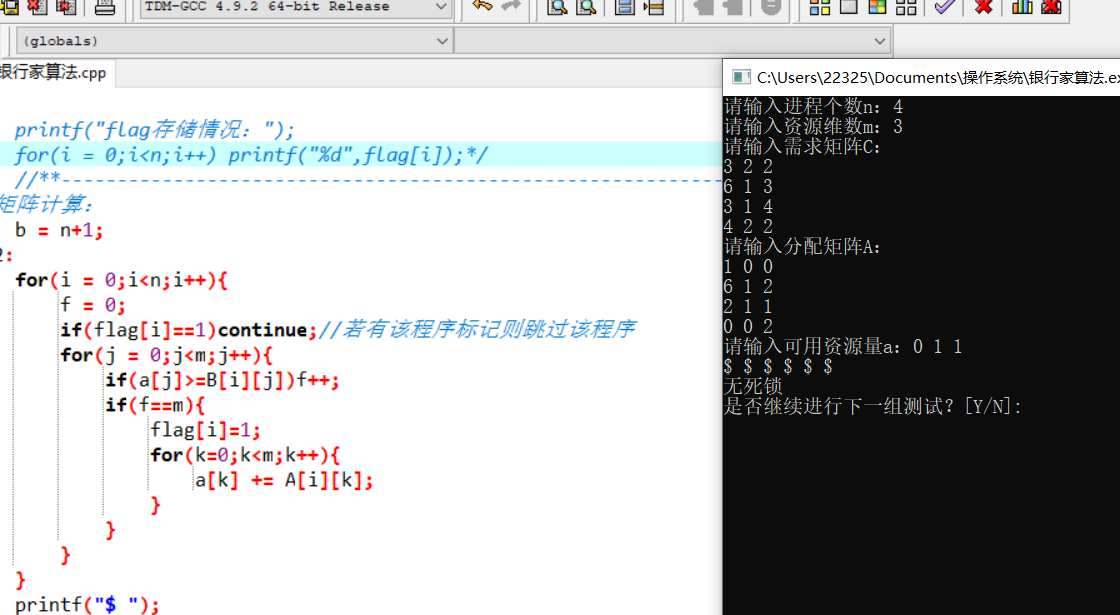 TDM-GCC 4.9.2 64-bit Release
(globals)
银行家算法.cpp
printf("flag存储情况：");
for(i = 0;i<n;i++) printf("%d",flag[i]);*/
//**-----------------------------------------------------------
矩阵计算：
b = n+1;
2:
for(i = 0;i<n;i++){
f = 0;
if(flag[i]==1)continue;//若有该程序标记则跳过该程序
for(j = 0;j<m;j++){
if(a[j]>=B[i][j])f++;
if(f==m){
flag[i]=1;
for(k=0;k<m;k++){
a[k] += A[i][k];
}
}
}
}
printf("$ ");
C:\Users\22325\Documents\操作系统\银行家算法.ex
请输入进程个数n：4
请输入资源维数m：3
请输入需求矩阵C：
3 2 2
6 1 3
3 1 4
4 2 2
请输入分配矩阵A：
1 0 0
6 1 2
2 1 1
0 0 2
请输入可用资源量a：0 1 1
$ $ $ $ $ $
无死锁
是否继续进行下一组测试？[Y/N]: